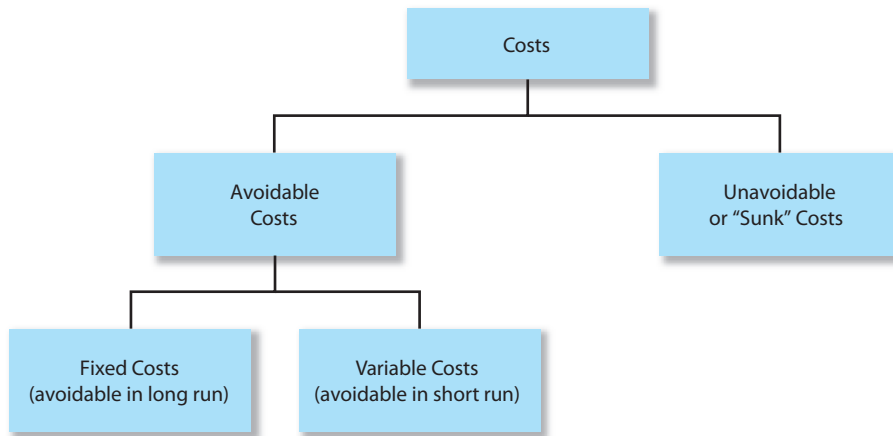 Costs
Avoidable
Costs
Unavoidable
or “Sunk” Costs
Fixed Costs
(avoidable in long run)
Variable Costs
(avoidable in short run)